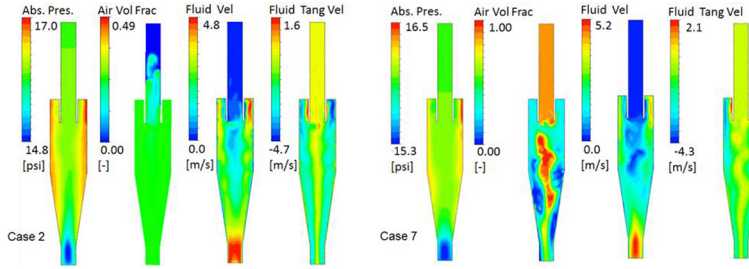 Abs. Pres. Air Vol Frac Fluid Vel Fluid Tang Vel
17.0 0.49 4.8 1.6
14.8 0.00 0.0 -4.7
[psi] [-] [m/s] [m/s]
Case 2
Abs. Pres. Air Vol Frac Fluid Vel Fluid Tang Vel
16.5 1.00 5.2 2.1
15.3 0.00 0.0 -4.3
[psi] [-] [m/s] [m/s]
Case 7